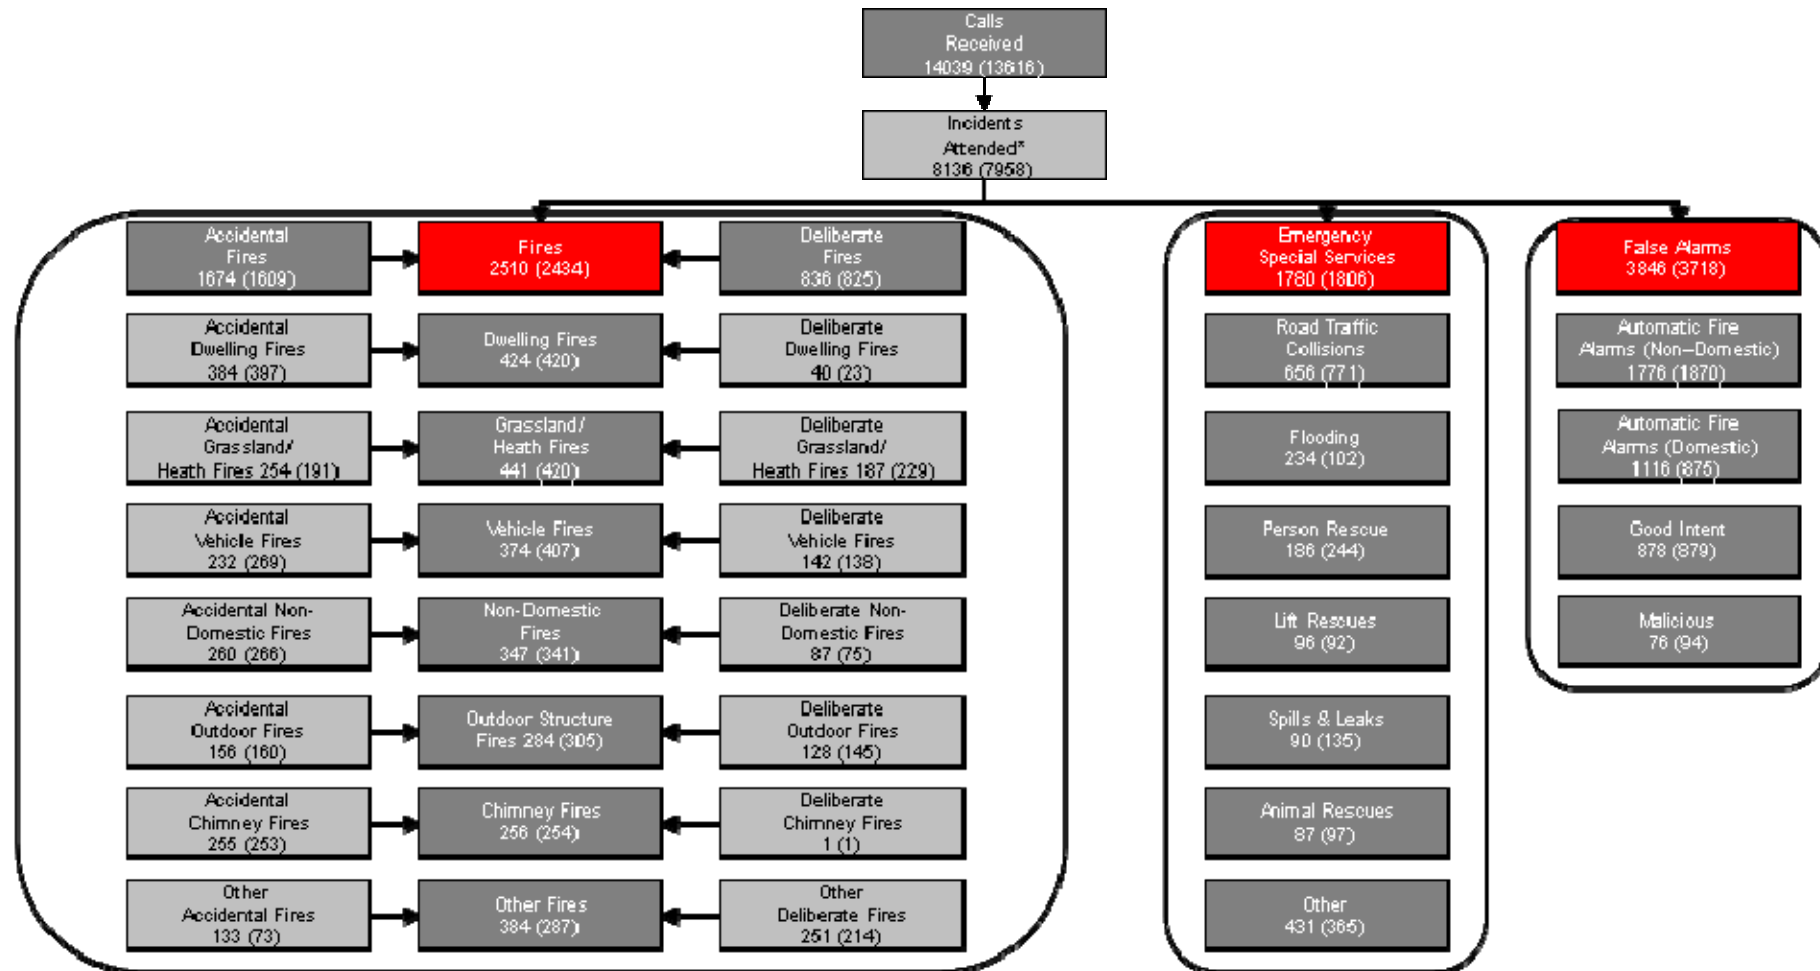 Calls
Received
14039 (13616)
Incidents
Attended*
8136 (7958)
Accidental
Fires
1674 (1609)
Fires
2510 (2434)
Deliberate
Fires
836 (825)
Emergency
Special Services
1780 (1806)
False Alarms
3846 (3718)
Accidental
Dwelling Fires
384 (397)
Dwelling Fires
424 (420)
Deliberate
Dwelling Fires
40 (23)
Road Traffic
Collisions
656 (771)
Automatic Fire
Alarms (Non-Domestic)
1776 (1870)
Accidental
Grassland/
Heath Fires 254 (191)
Grassland/
Heath Fires
441 (420)
Deliberate
Grassland/
Heath Fires 187 (229)
Flooding
234 (102)
Automatic Fire
Alarms (Domestic)
1116 (875)
Accidental
Vehicle Fires
232 (269)
Vehicle Fires
374 (407)
Deliberate
Vehicle Fires
142 (138)
Person Rescue
186 (244)
Good Intent
878 (879)
Accidental Non-
Domestic Fires
260 (266)
Non-Domestic
Fires
347 (341)
Deliberate Non-
Domestic Fires
87 (75)
Lift Rescues
96 (92)
Malicious
76 (94)
Accidental
Outdoor Fires
156 (160)
Outdoor Structure
Fires 284 (305)
Deliberate
Outdoor Fires
128 (145)
Spills & Leaks
90 (135)
Accidental
Chimney Fires
255 (253)
Chimney Fires
256 (254)
Deliberate
Chimney Fires
1 (1)
Animal Rescues
87 (97)
Other
Accidental Fires
133 (73)
Other Fires
384 (287)
Other
Deliberate Fires
251 (214)
Other
431 (365)